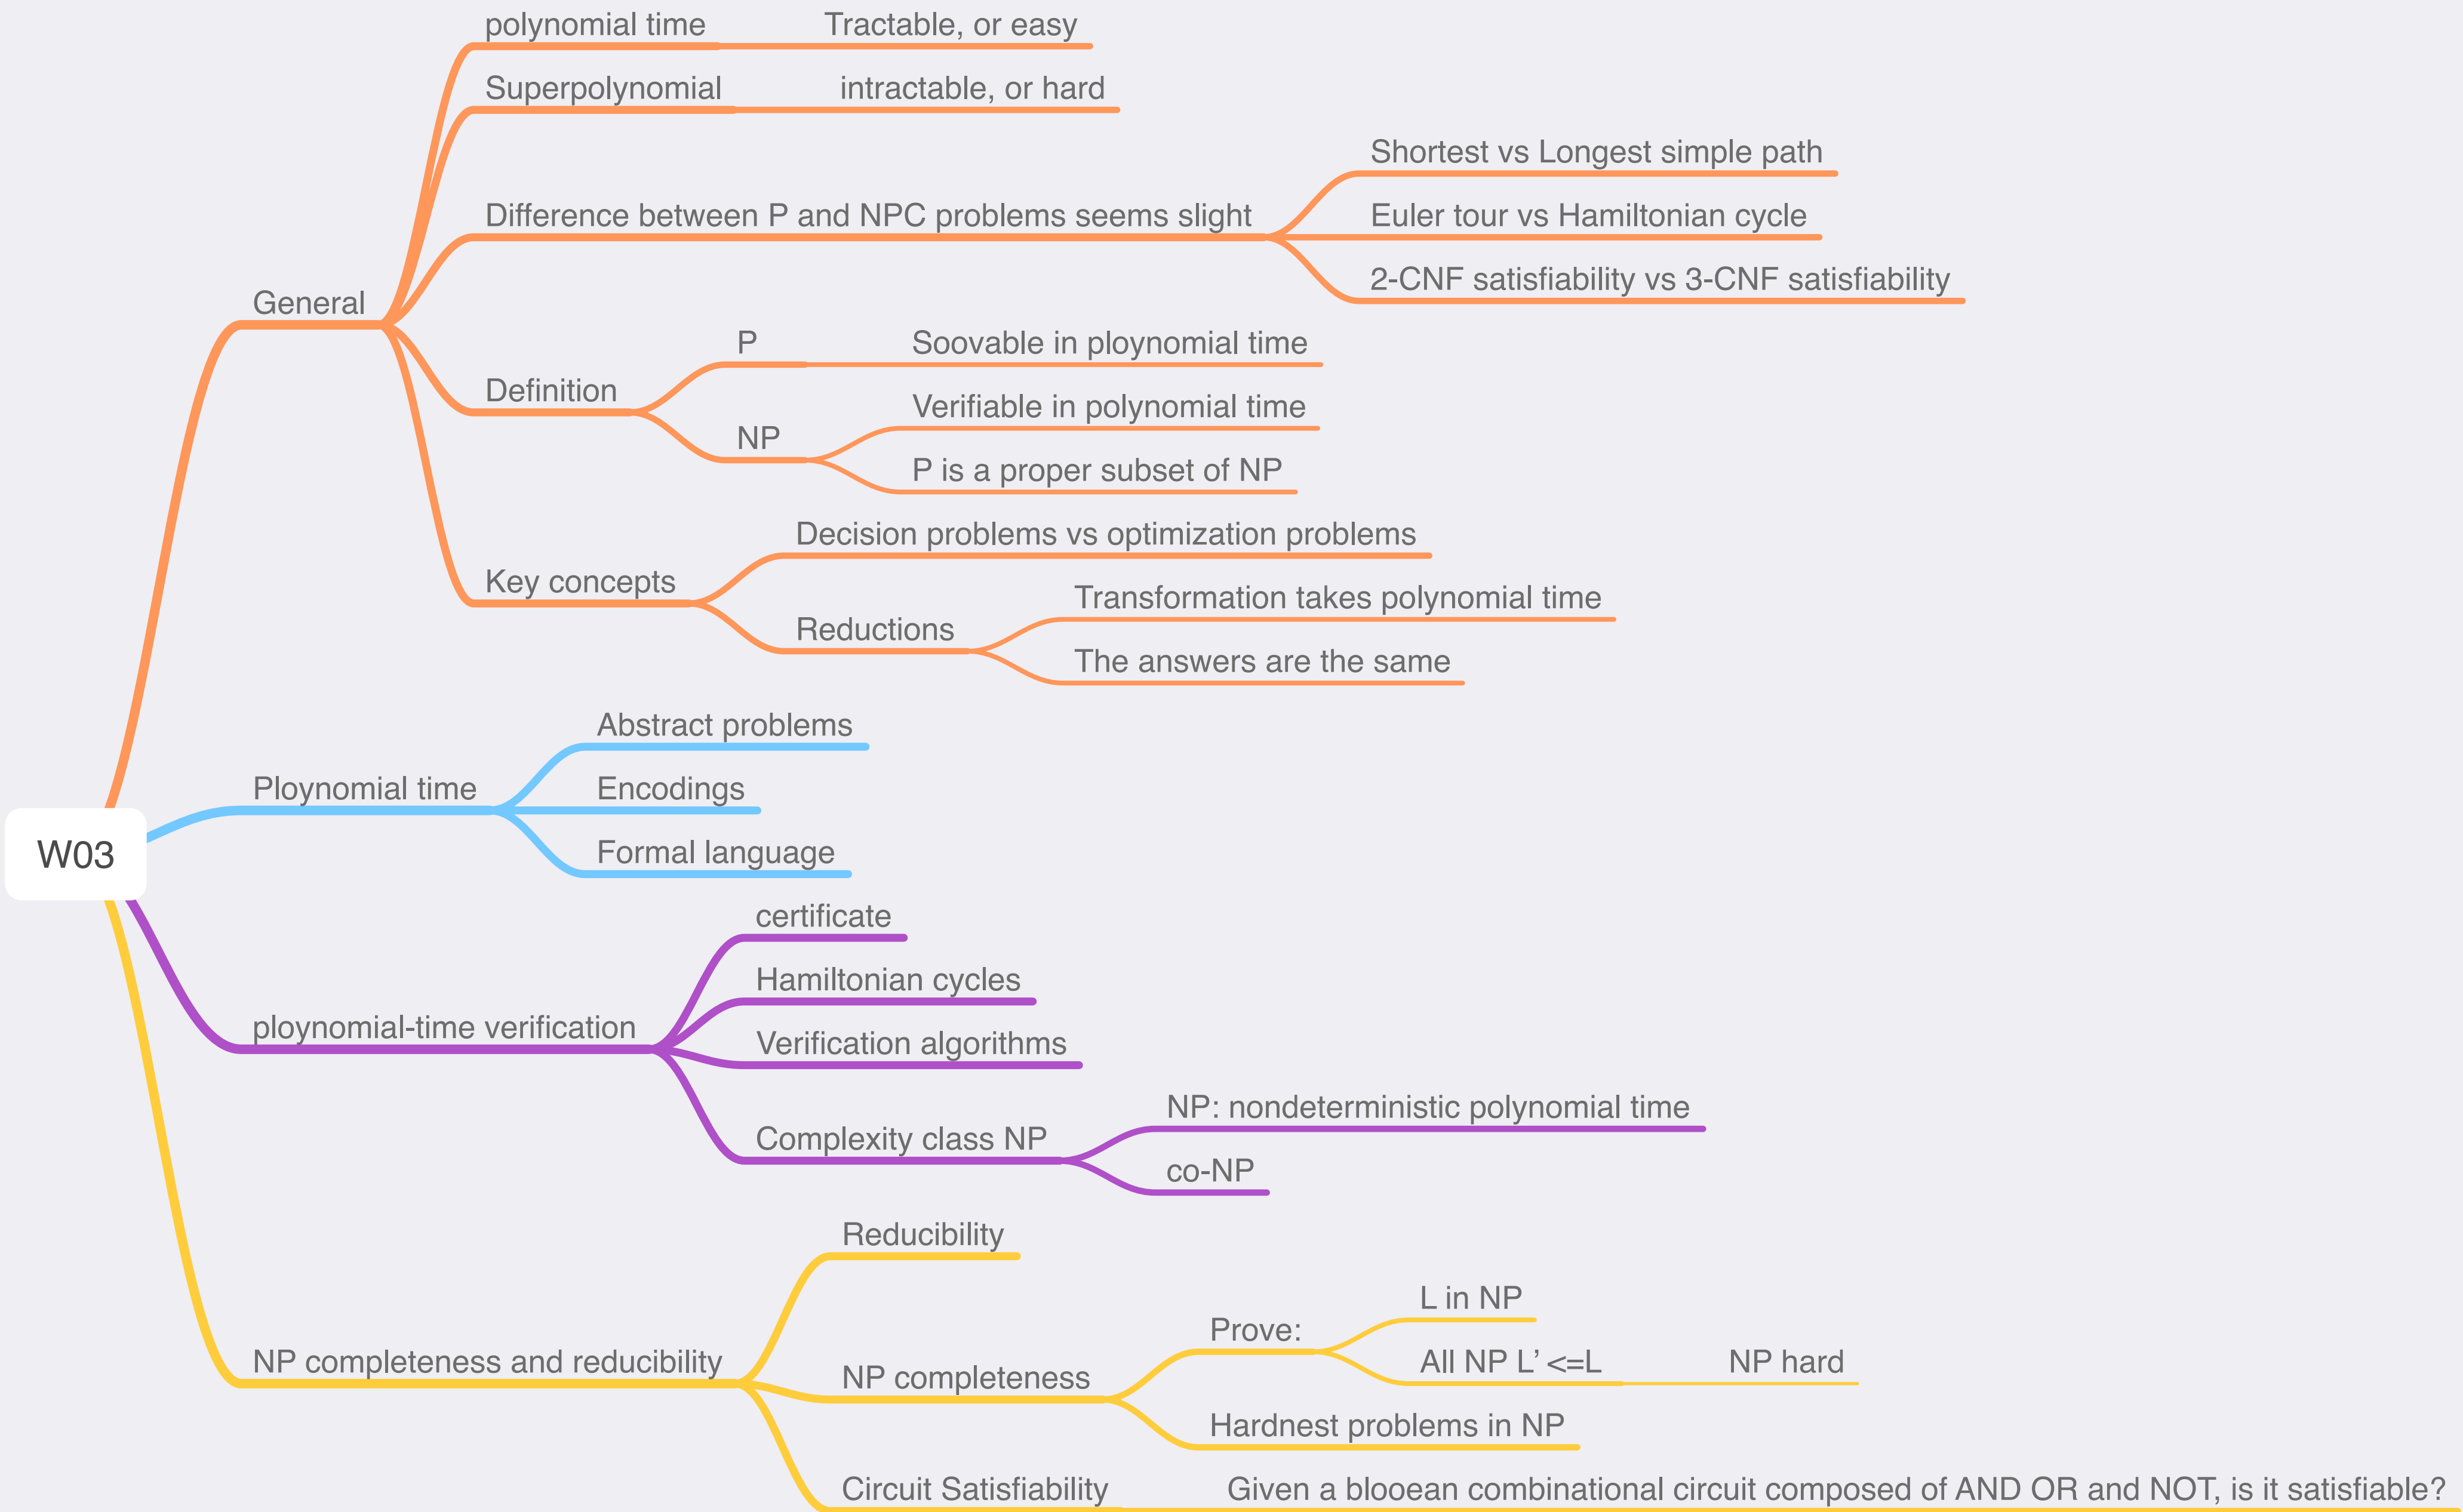 polynomial time
Tractable, or easy
Superpolynomial
intractable, or hard
Shortest vs Longest simple path
Difference between P and NPC problems seems slight
Euler tour vs Hamiltonian cycle
2-CNF satisfiability vs 3-CNF satisfiability
General
P
Soovable in ploynomial time
Definition
Verifiable in polynomial time
NP
P is a proper subset of NP
Decision problems vs optimization problems
Key concepts
Transformation takes polynomial time
Reductions
The answers are the same
Abstract problems
Ploynomial time
Encodings
Formal language
W03
certificate
Hamiltonian cycles
ploynomial-time verification
Verification algorithms
NP: nondeterministic polynomial time
Complexity class NP
co-NP
Reducibility
L in NP
Prove:
All NP L’ <=L
NP hard
NP completeness and reducibility
NP completeness
Hardnest problems in NP
Circuit Satisfiability
Given a blooean combinational circuit composed of AND OR and NOT, is it satisfiable?